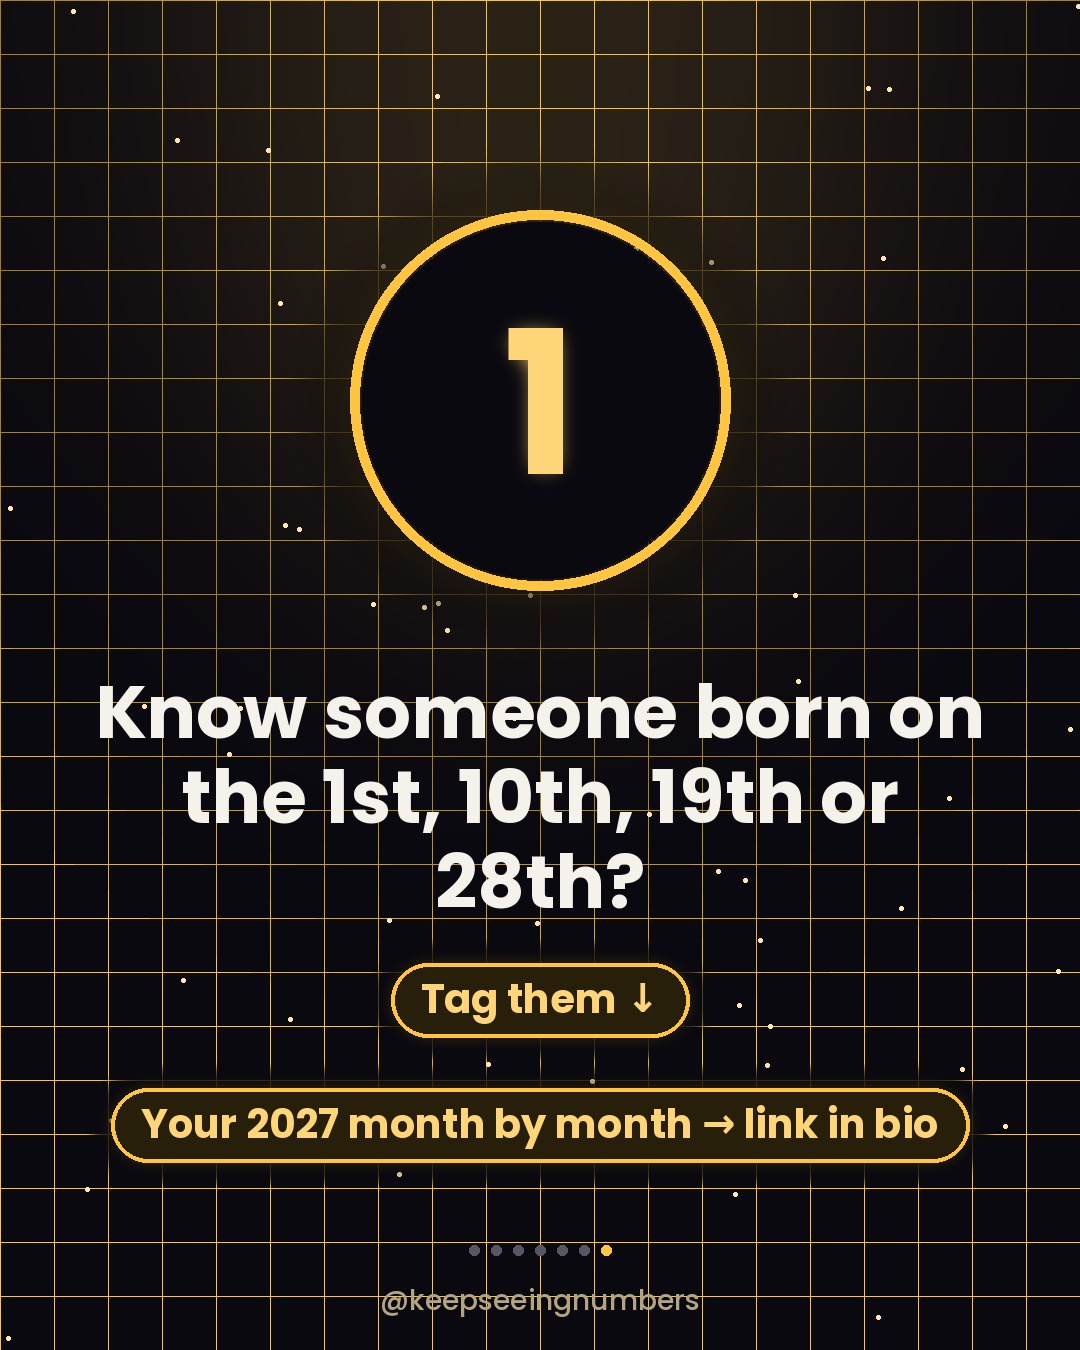 1
Know someone born on
the 1st, 10th, 19th or
28th?
Tag them ↓
Your 2027 month by month → link in bio
@keepseeingnumbers